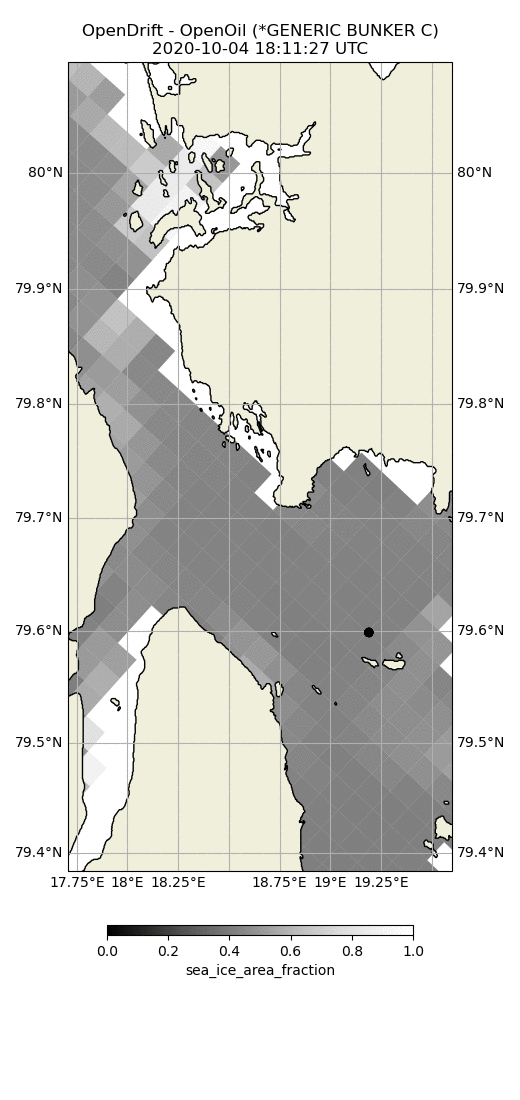 OpenDrift - OpenOil (*GENERIC BUNKER C)
2020-10-04 18:11:27 UTC
80°N 80°N
79.9°N 79.9°N
79.8°N 79.8°N
79.7°N 79.7°N
79.6°N 79.6°N
79.5°N 79.5°N
79.4°N 79.4°N
17.75°E 18°E 18.25°E 18.75°E 19°E 19.25°E
0.0 0.2 0.4 0.6 0.8 1.0
sea_ice_area_fraction